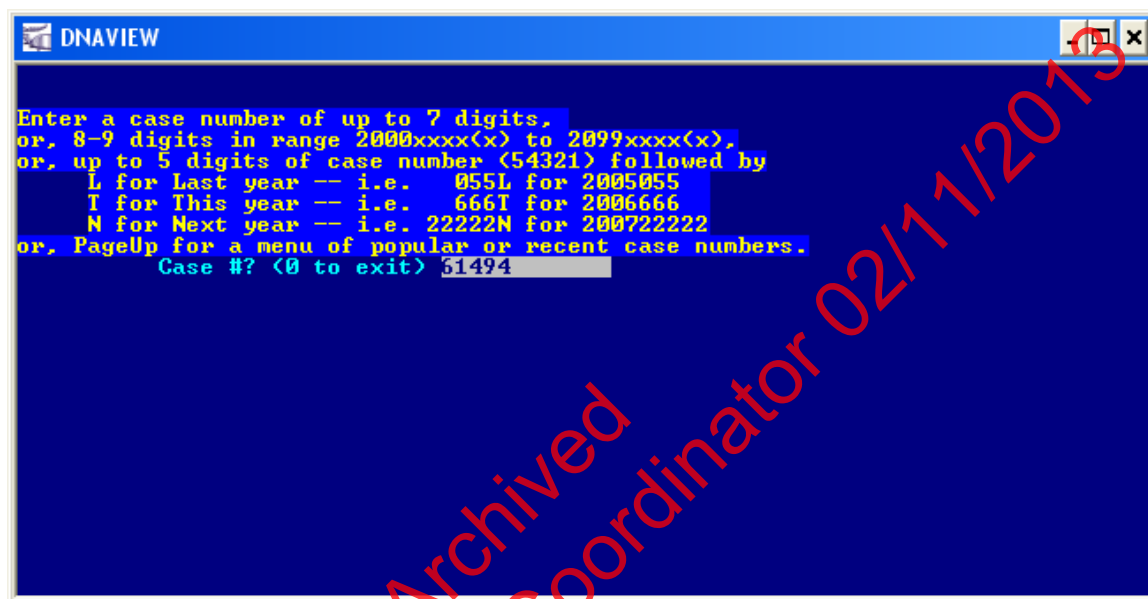 DNAVIEW
Enter a case number of up to 7 digits,
or, 8-9 digits in range 2000xxxx(x) to 2099xxxx(x),
or, up to 5 digits of case number (54321) followed by
L for Last year -- i.e. 055L for 2005055
T for This year -- i.e. 666T for 2006666
N for Next year -- i.e. 22222N for 200722222
or, PageUp for a menu of popular or recent case numbers.
Case #? (0 to exit) 61494
Archived
Coordinator 02/11/2013